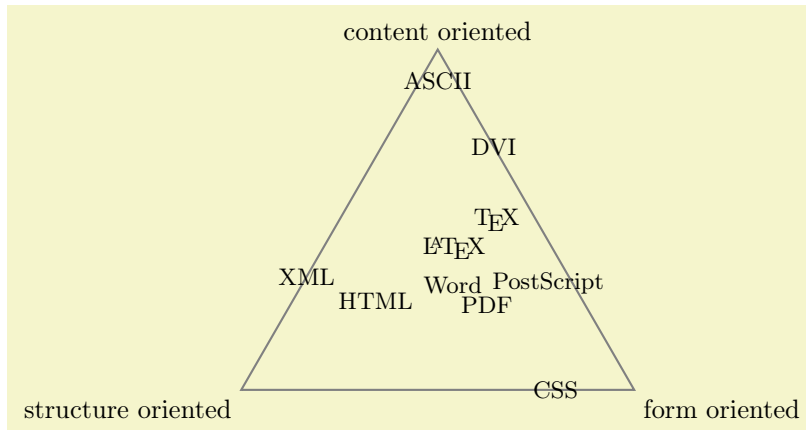 content oriented
ASCII
DVI
TEX
LATEX
XML
Word
PostScript
HTML
PDF
CSS
structure oriented
form oriented